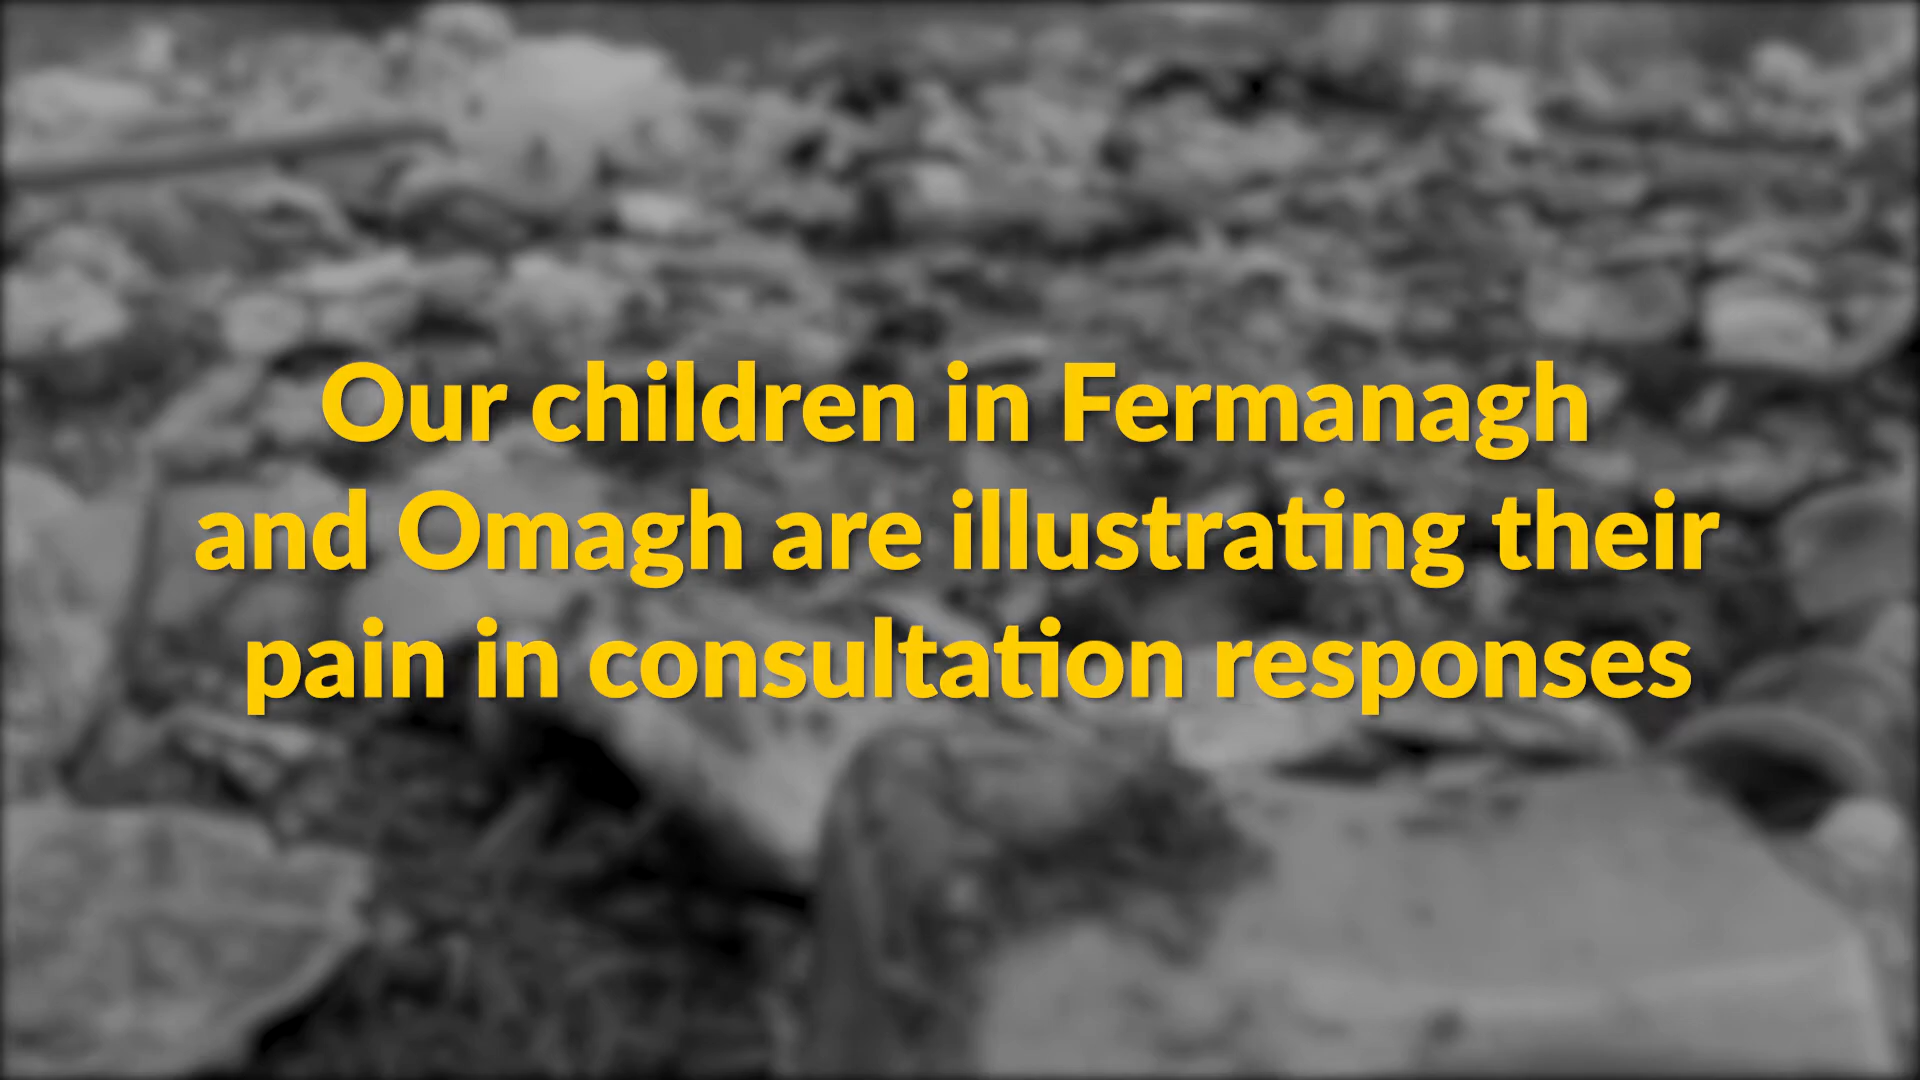 Our children in Fermanagh
and Omagh are illustrating their
pain in consultation responses